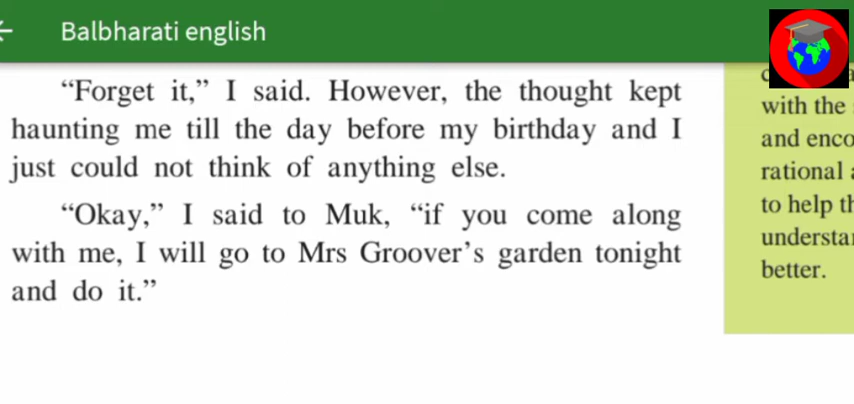 Balbharati english
“Forget it,” I said. However, the thought kept
haunting me till the day before my birthday and I
just could not think of anything else.
“Okay,” I said to Muk, “if you come along
with me, I will go to Mrs Groover’s garden tonight
and do it.”
with the
and enco
rational
to help th
understan
better.